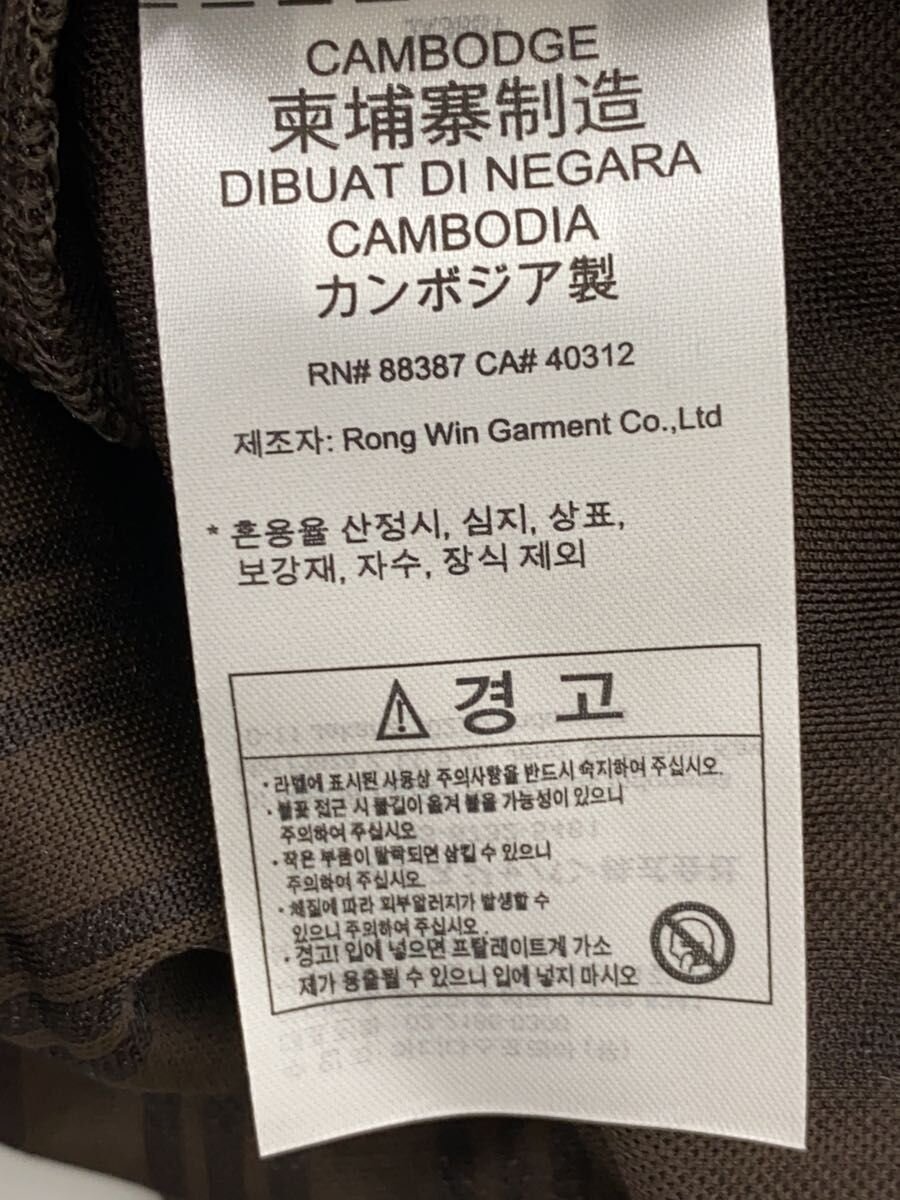 CAMBODGE
柬埔寨制造
DIBUAT DI NEGARA
CAMBODIA
カンボジア製
RN# 88387 CA# 40312
제조자: Rong Win Garment Co.,Ltd
* 혼용율 산정시, 심지, 상표,
보강재, 자수, 장식 제외
경 고
• 라벨에 표시된 사용상 주의사항을 반드시 숙지하여 주십시오.
• 불꽃 접근 시 불길이 옮겨 붙을 가능성이 있으니
주의하여 주십시오
• 작은 부품이 탈락되면 삼킬 수 있으니
주의하여 주십시오.
• 체질에 따라 피부알러지가 발생할 수
있으니 주의하여 주십시오.
• 경고! 입에 넣으면 프탈레이트계 가소
제가 용출될 수 있으니 입에 넣지 마시오